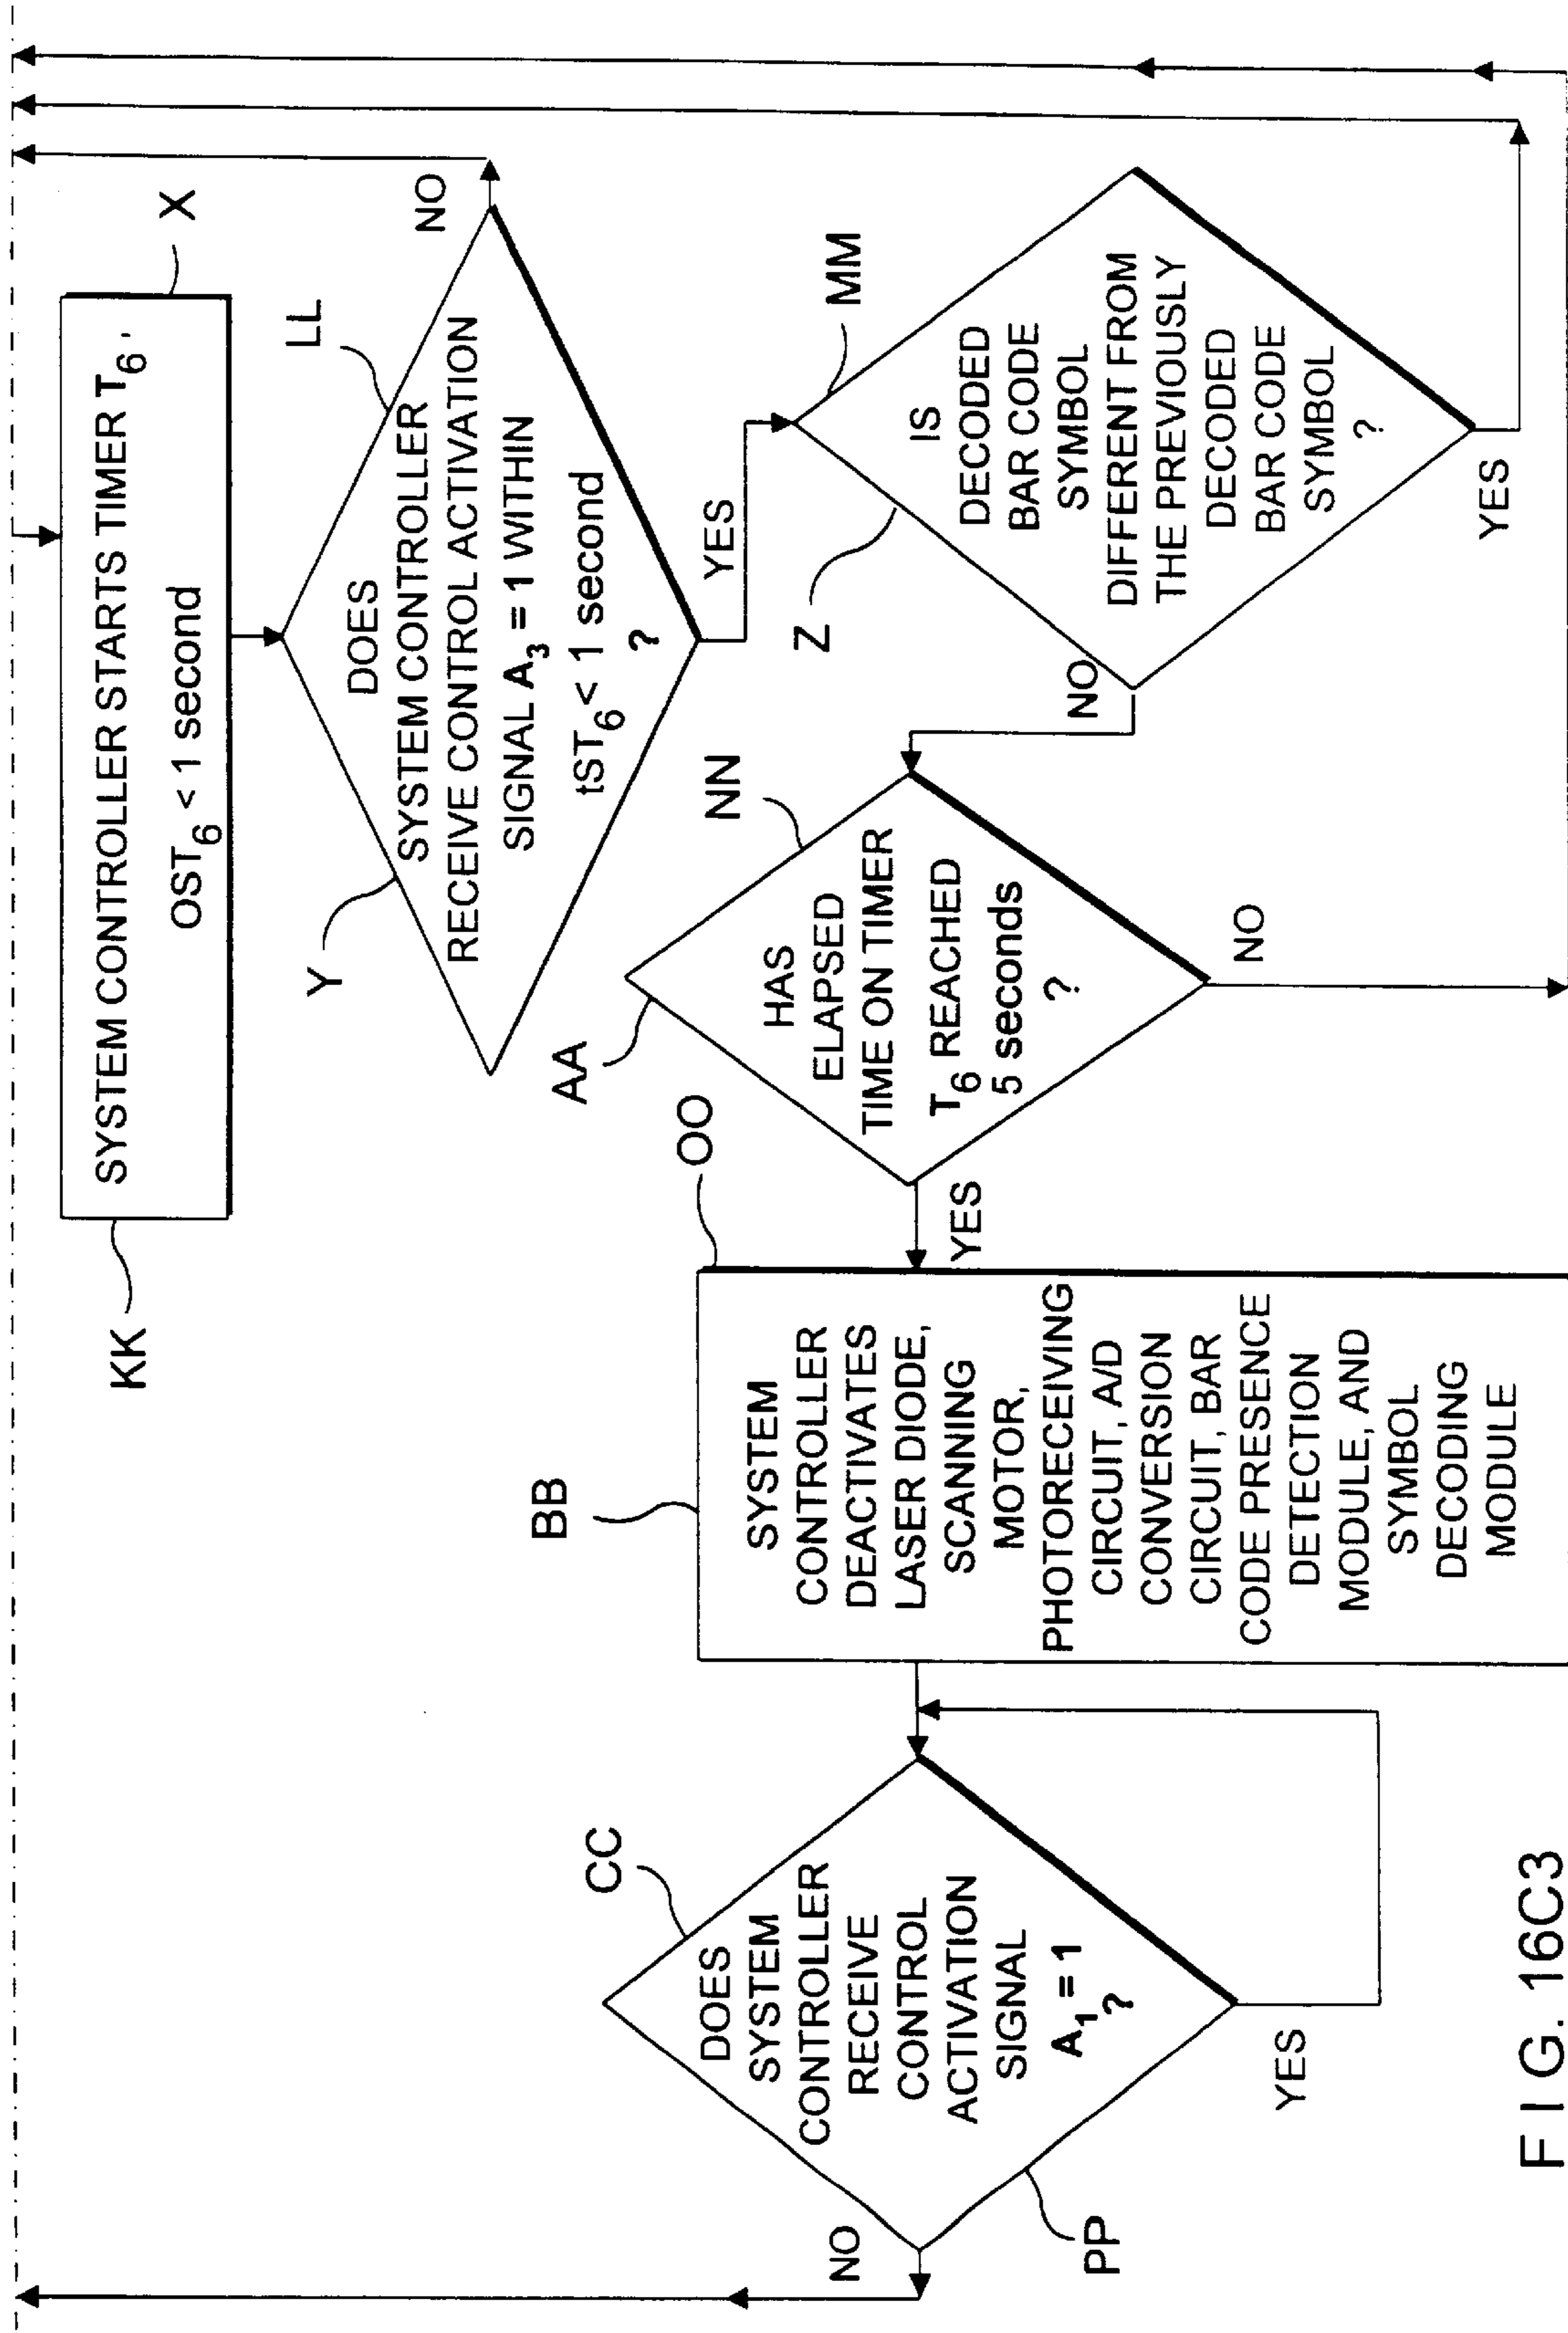 X
SYSTEM CONTROLLER STARTS TIMER T6'
OST6 < 1 second
KK
LL
Y
DOES
SYSTEM CONTROLLER
RECEIVE CONTROL ACTIVATION
SIGNAL A3 = 1 WITHIN
tST6 < 1 second
?
NO
YES
MM
Z
IS
DECODED
BAR CODE
SYMBOL
DIFFERENT FROM
THE PREVIOUSLY
DECODED
BAR CODE
SYMBOL
?
YES
NO
NN
AA
HAS
ELAPSED
TIME ON TIMER
T6 REACHED
5 seconds
?
NO
YES
OO
BB
SYSTEM
CONTROLLER
DEACTIVATES
LASER DIODE,
SCANNING
MOTOR,
PHOTORECEIVING
CIRCUIT, A/D
CONVERSION
CIRCUIT, BAR
CODE PRESENCE
DETECTION
MODULE, AND
SYMBOL
DECODING
MODULE
CC
DOES
SYSTEM
CONTROLLER
RECEIVE
CONTROL
ACTIVATION
SIGNAL
A1 = 1
?
YES
NO
PP
FIG. 16C3